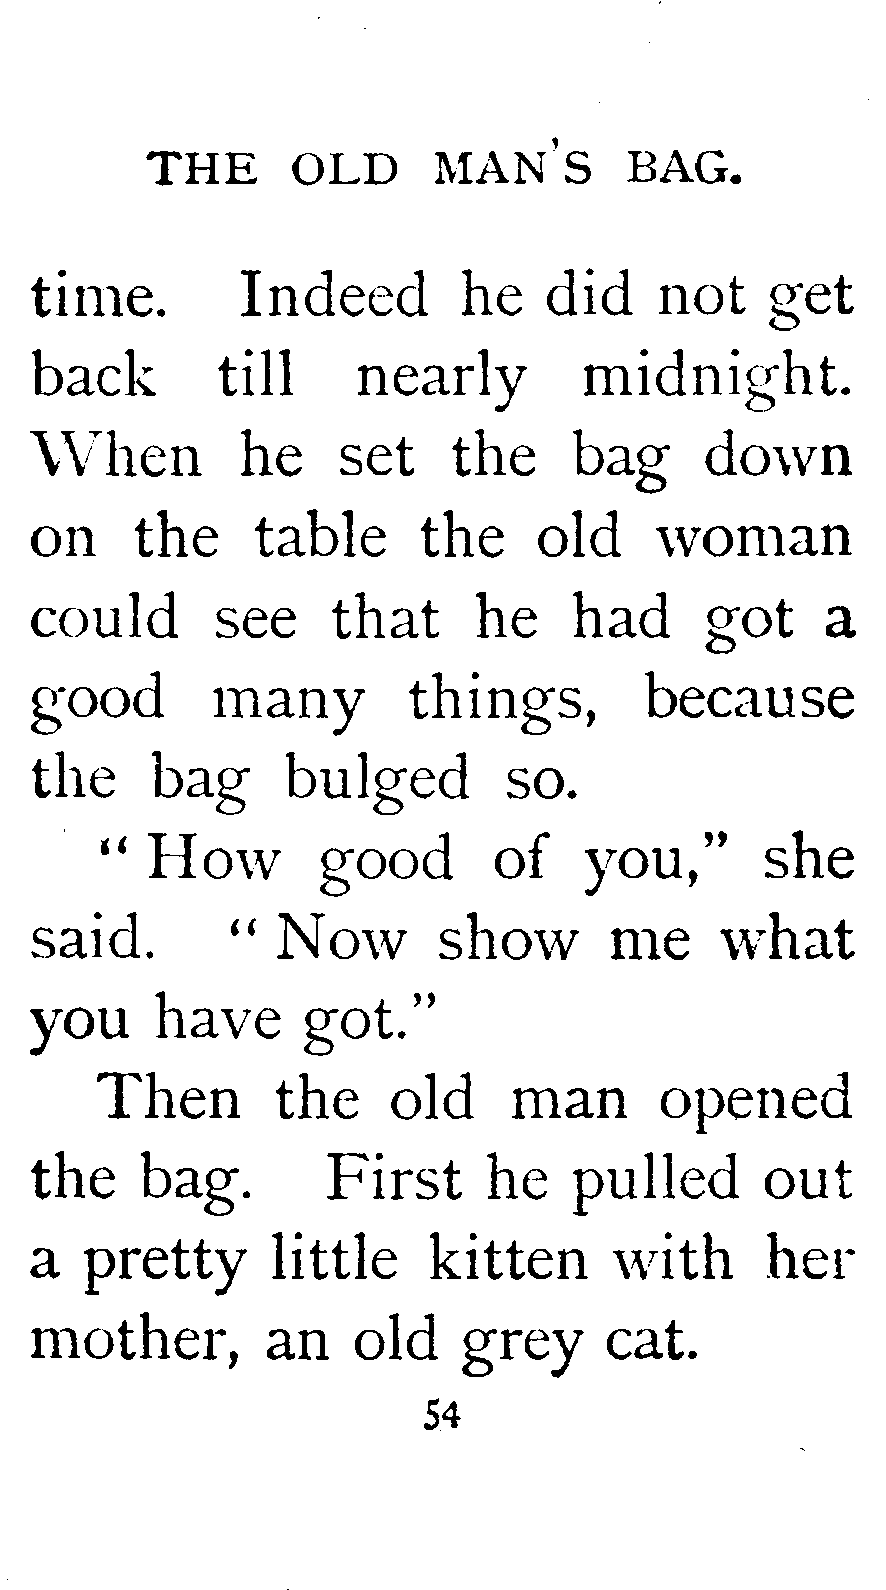 THE OLD MAN'S BAG.
time. Indeed he did not get
back till nearly midnight.
When he set the bag down
on the table the old woman
could see that he had got a
good many things, because
the bag bulged so.
" How good of you," she
said. " Now show me what
you have got."
Then the old man opened
the bag. First he pulled out
a pretty little kitten with her
mother, an old grey cat.
54